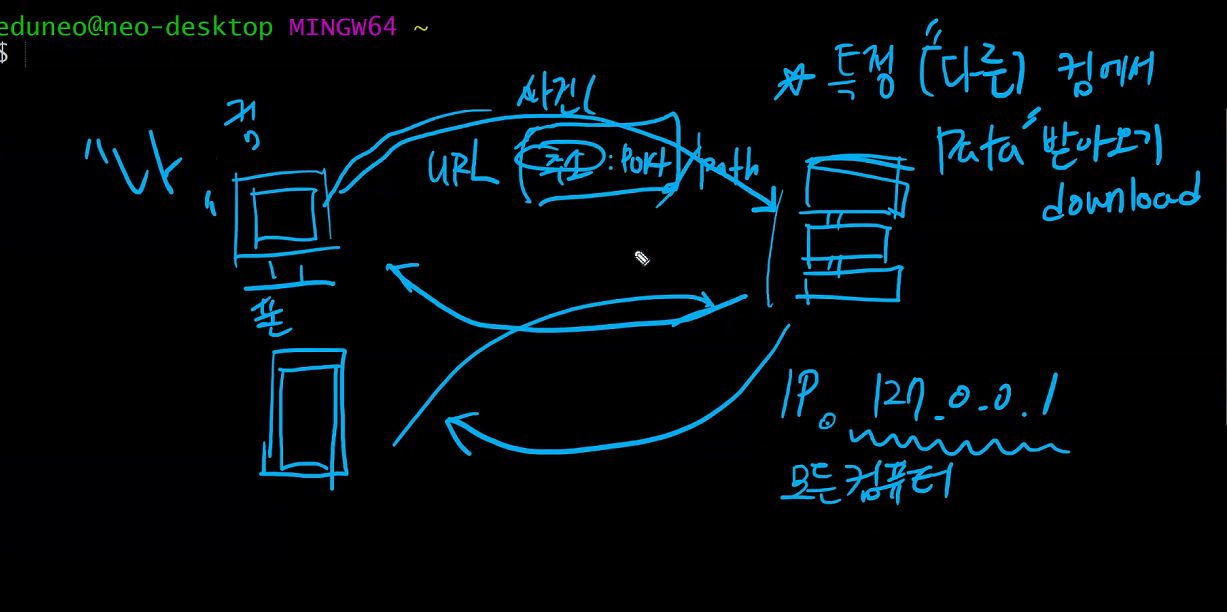 eduneo@neo-desktop MINGW64 ~
$
☆ 특정 "(다른) 컴에서
Data" 받아오기
download
사진(
URL 주소 : Port /path
컴
폰
IP. 127.0.0.1
모든 컴퓨터